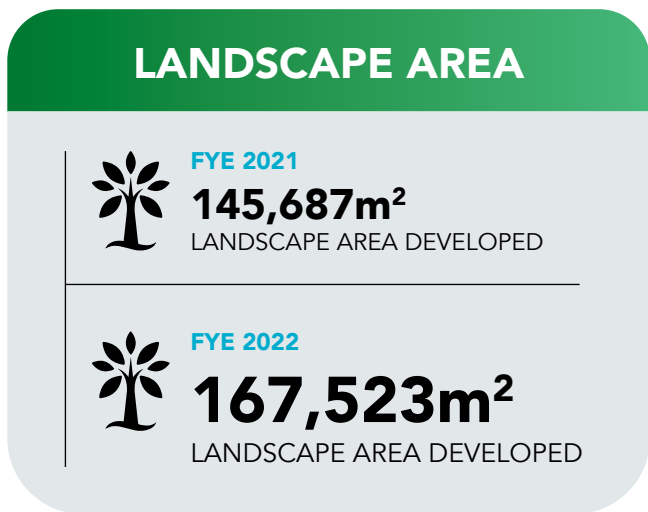 LANDSCAPE AREA
FYE 2021
145,687m²
LANDSCAPE AREA DEVELOPED
FYE 2022
167,523m²
LANDSCAPE AREA DEVELOPED